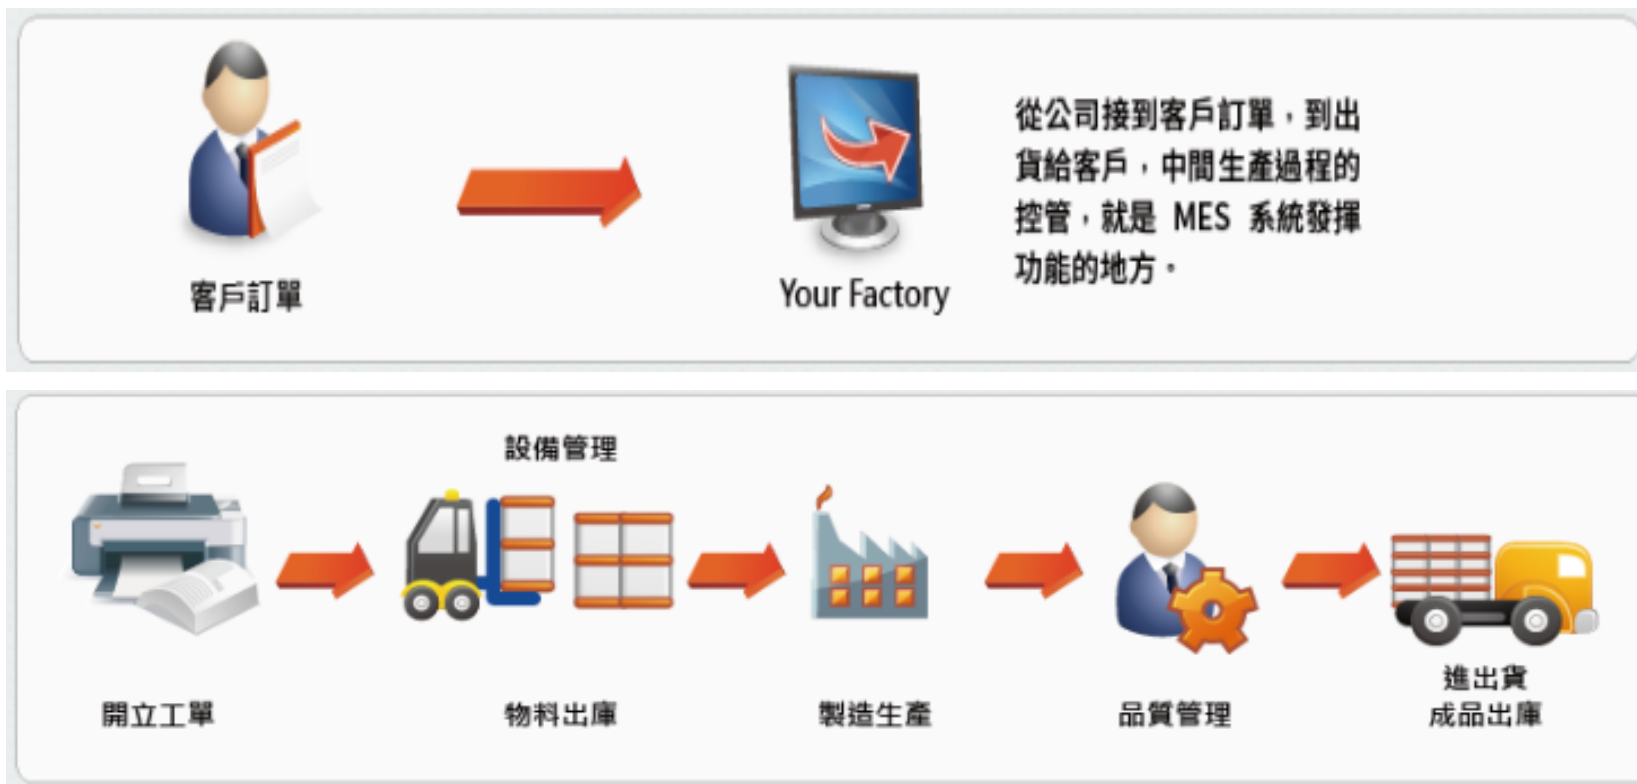 客戶訂單
Your Factory
從公司接到客戶訂單，到出
貨給客戶，中間生產過程的
控管，就是 MES 系統發揮
功能的地方。
設備管理
開立工單
物料出庫
製造生產
品質管理
進出貨
成品出庫